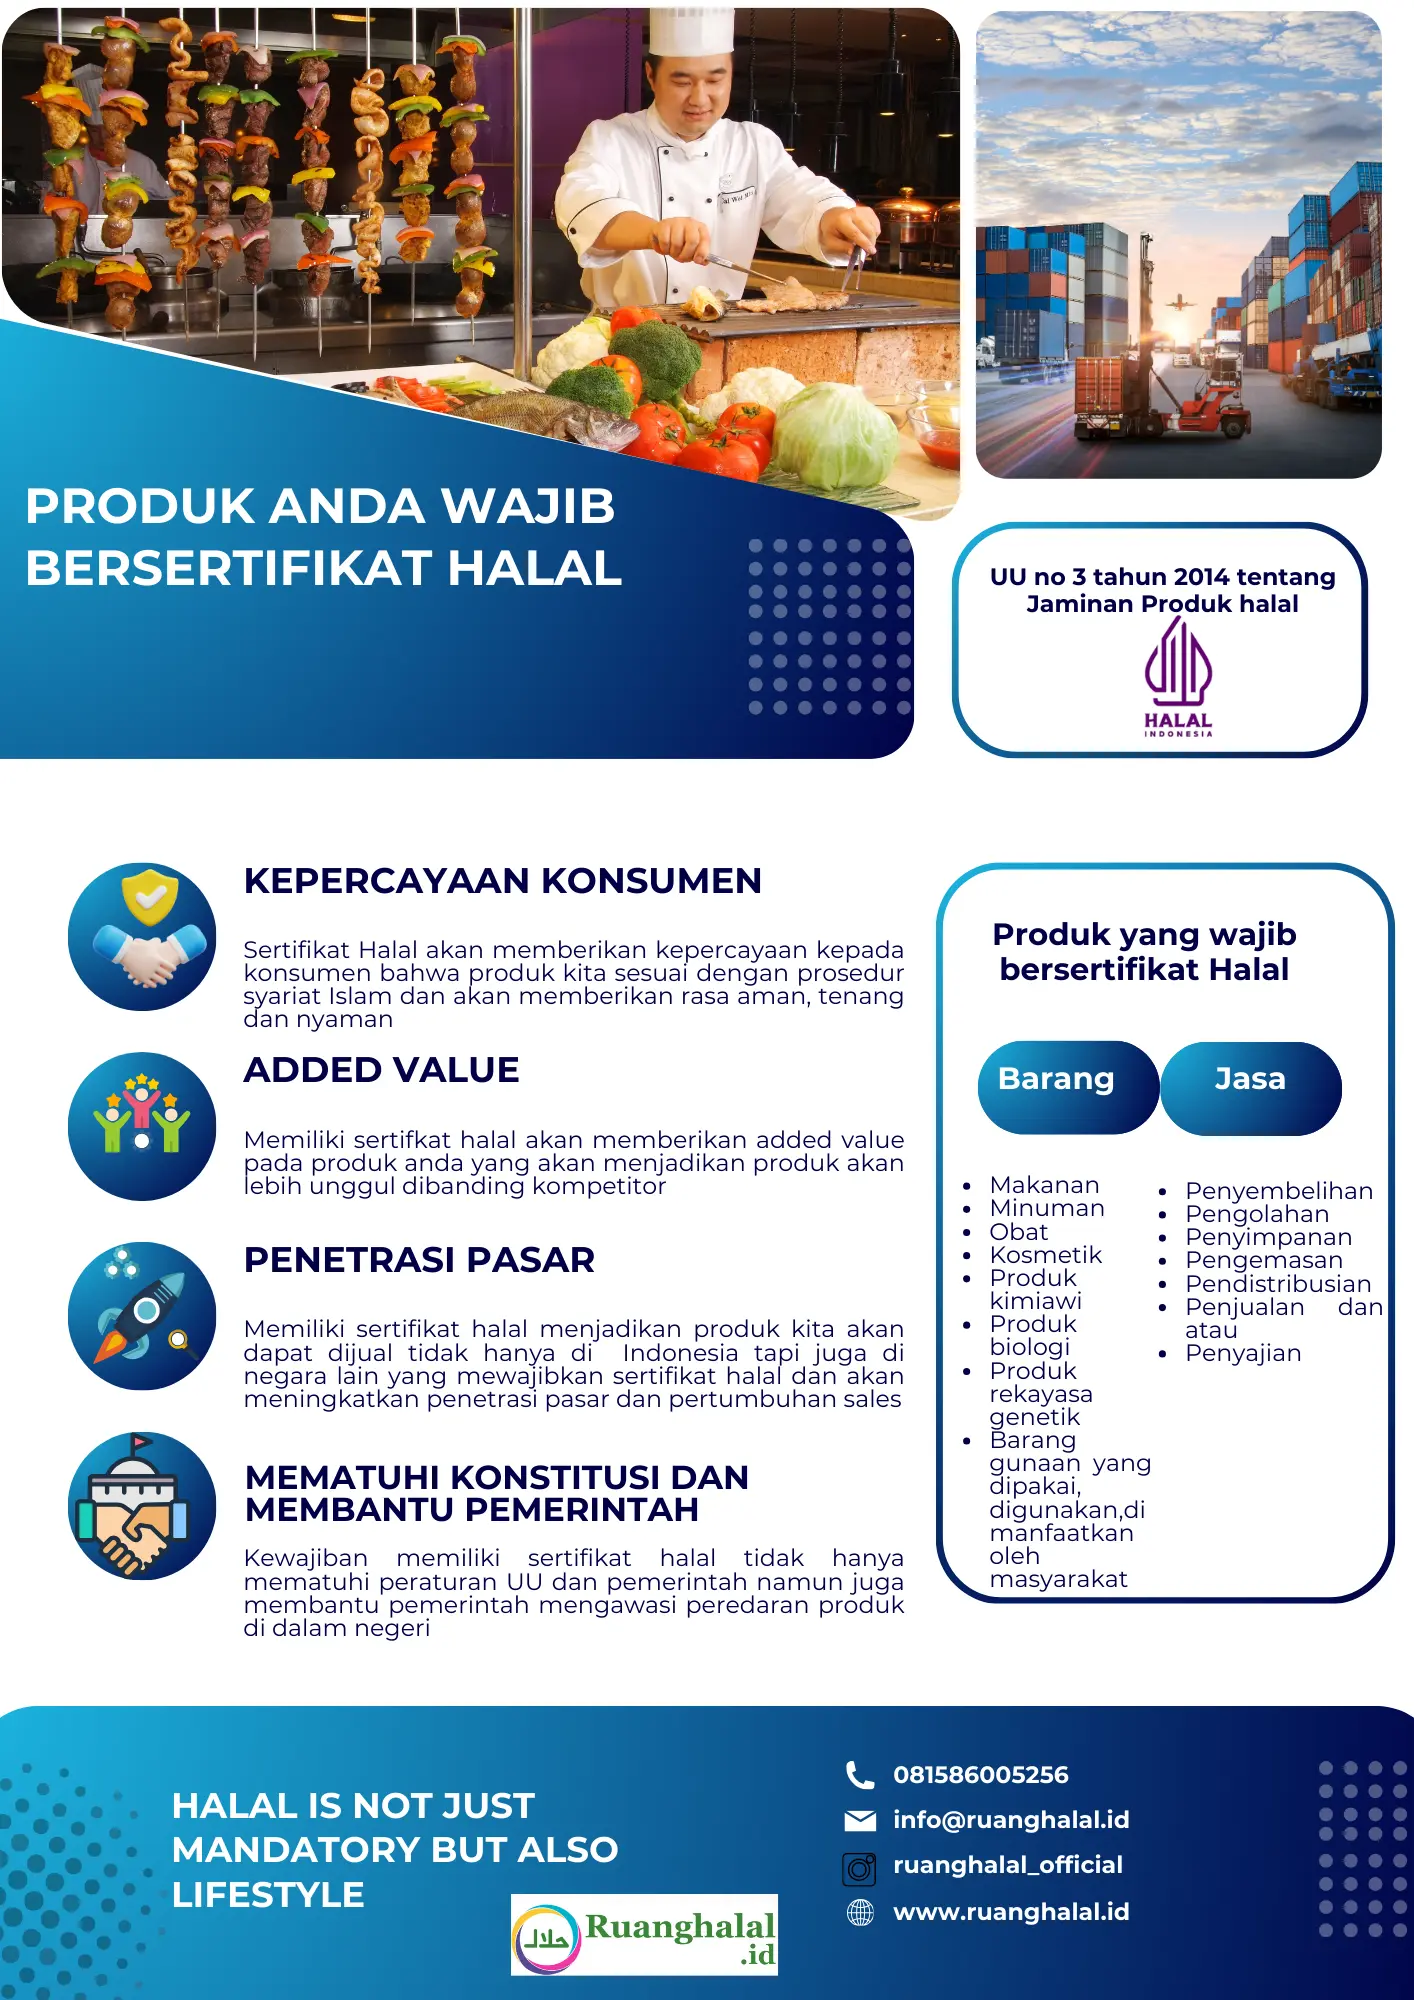 PRODUK ANDA WAJIB
BERSERTIFIKAT HALAL
UU no 3 tahun 2014 tentang
Jaminan Produk halal
HALAL
INDONESIA
KEPERCAYAAN KONSUMEN
Sertifikat Halal akan memberikan kepercayaan kepada
konsumen bahwa produk kita sesuai dengan prosedur
syariat Islam dan akan memberikan rasa aman, tenang
dan nyaman
ADDED VALUE
Memiliki sertifkat halal akan memberikan added value
pada produk anda yang akan menjadikan produk akan
lebih unggul dibanding kompetitor
PENETRASI PASAR
Memiliki sertifikat halal menjadikan produk kita akan
dapat dijual tidak hanya di Indonesia tapi juga di
negara lain yang mewajibkan sertifikat halal dan akan
meningkatkan penetrasi pasar dan pertumbuhan sales
MEMATUHI KONSTITUSI DAN
MEMBANTU PEMERINTAH
Kewajiban memiliki sertifikat halal tidak hanya
mematuhi peraturan UU dan pemerintah namun juga
membantu pemerintah mengawasi peredaran produk
di dalam negeri
Produk yang wajib
bersertifikat Halal
Barang
• Makanan
• Minuman
• Obat
• Kosmetik
• Produk
kimiawi
• Produk
biologi
• Produk
rekayasa
genetik
• Barang
gunaan yang
dipakai,
digunakan,di
manfaatkan
oleh
masyarakat
Jasa
• Penyembelihan
• Pengolahan
• Penyimpanan
• Pengemasan
• Pendistribusian
• Penjualan dan
atau
• Penyajian
HALAL IS NOT JUST
MANDATORY BUT ALSO
LIFESTYLE
حلال
Ruanghalal
.id
081586005256
info@ruanghalal.id
ruanghalal_official
www.ruanghalal.id